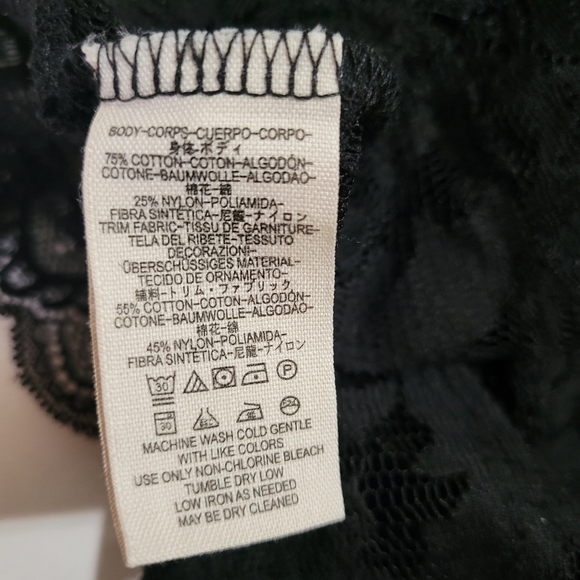 BODY-CORPS-CUERPO-CORPO-
身体-ボディ
75% COTTON-COTON-ALGODÓN-
COTONE-BAUMWOLLE-ALGODAO-
棉花-綿
25% NYLON-POLIAMIDA-
FIBRA SINTÉTICA-尼龍-ナイロン
TRIM FABRIC-TISSU DE GARNITURE-
TELA DEL RIBETE-TESSUTO
DECORAZIONI-
ÜBERSCHÜSSIGES MATERIAL-
TECIDO DE ORNAMENTO-
輔料-トリム・ファブリック
55% COTTON-COTON-ALGODÓN-
COTONE-BAUMWOLLE-ALGODAO-
棉花-綿
45% NYLON-POLIAMIDA-
FIBRA SINTÉTICA-尼龍-ナイロン
30 P
30
MACHINE WASH COLD GENTLE
WITH LIKE COLORS
USE ONLY NON-CHLORINE BLEACH
TUMBLE DRY LOW
LOW IRON AS NEEDED
MAY BE DRY CLEANED